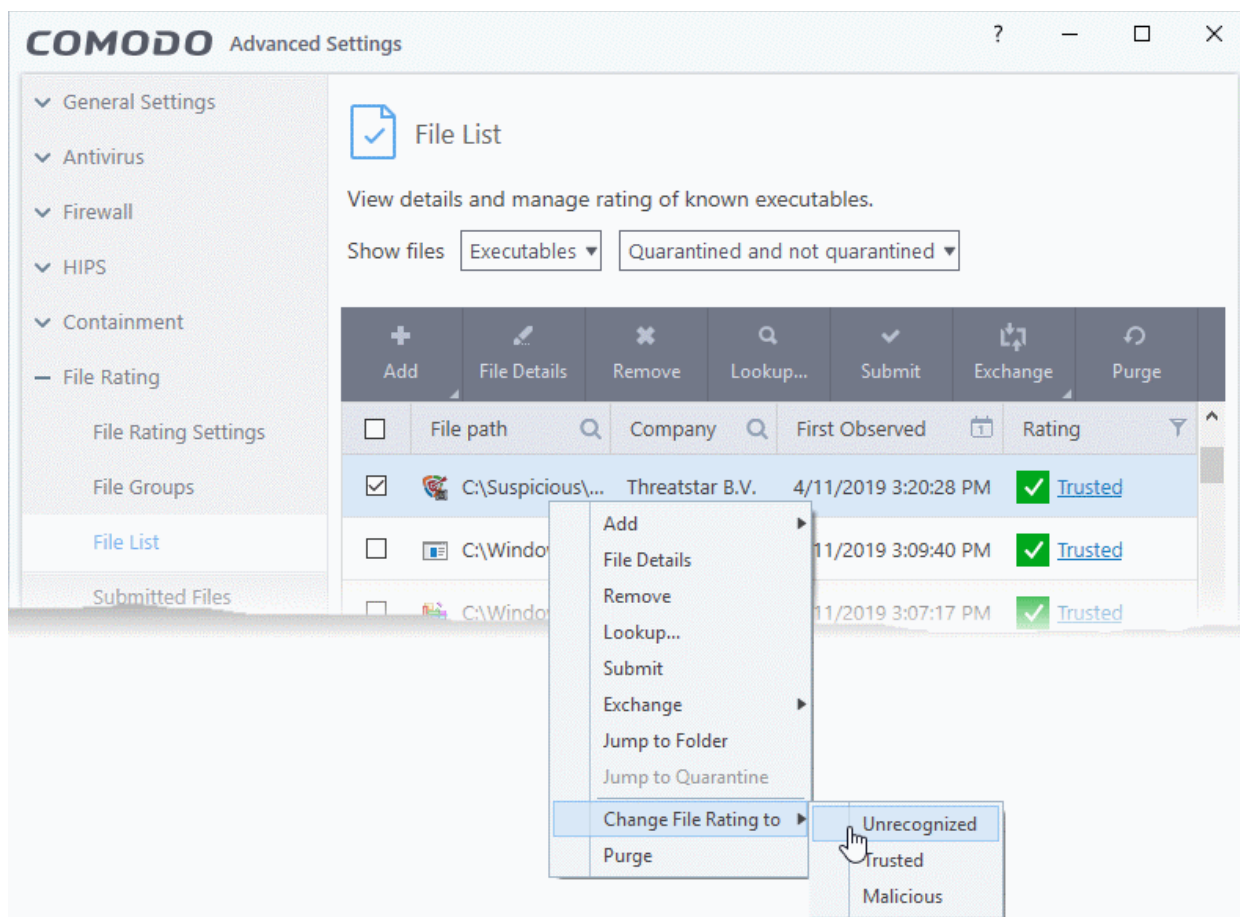 COMODO Advanced Settings ?
General Settings
Antivirus
Firewall
HIPS
Containment
File Rating
File Rating Settings
File Groups
File List
Submitted Files
File List
View details and manage rating of known executables.
Show files Executables Quarantined and not quarantined
Add File Details Remove Lookup... Submit Exchange Purge
File path Company First Observed 1 Rating
C:\Suspicious\... Threatstar B.V. 4/11/2019 3:20:28 PM Trusted
C:\Windo 11/2019 3:09:40 PM Trusted
C:\Windo 11/2019 3:07:17 PM Trusted
Add
File Details
Remove
Lookup...
Submit
Exchange
Jump to Folder
Jump to Quarantine
Change File Rating to
Purge
Unrecognized
Trusted
Malicious